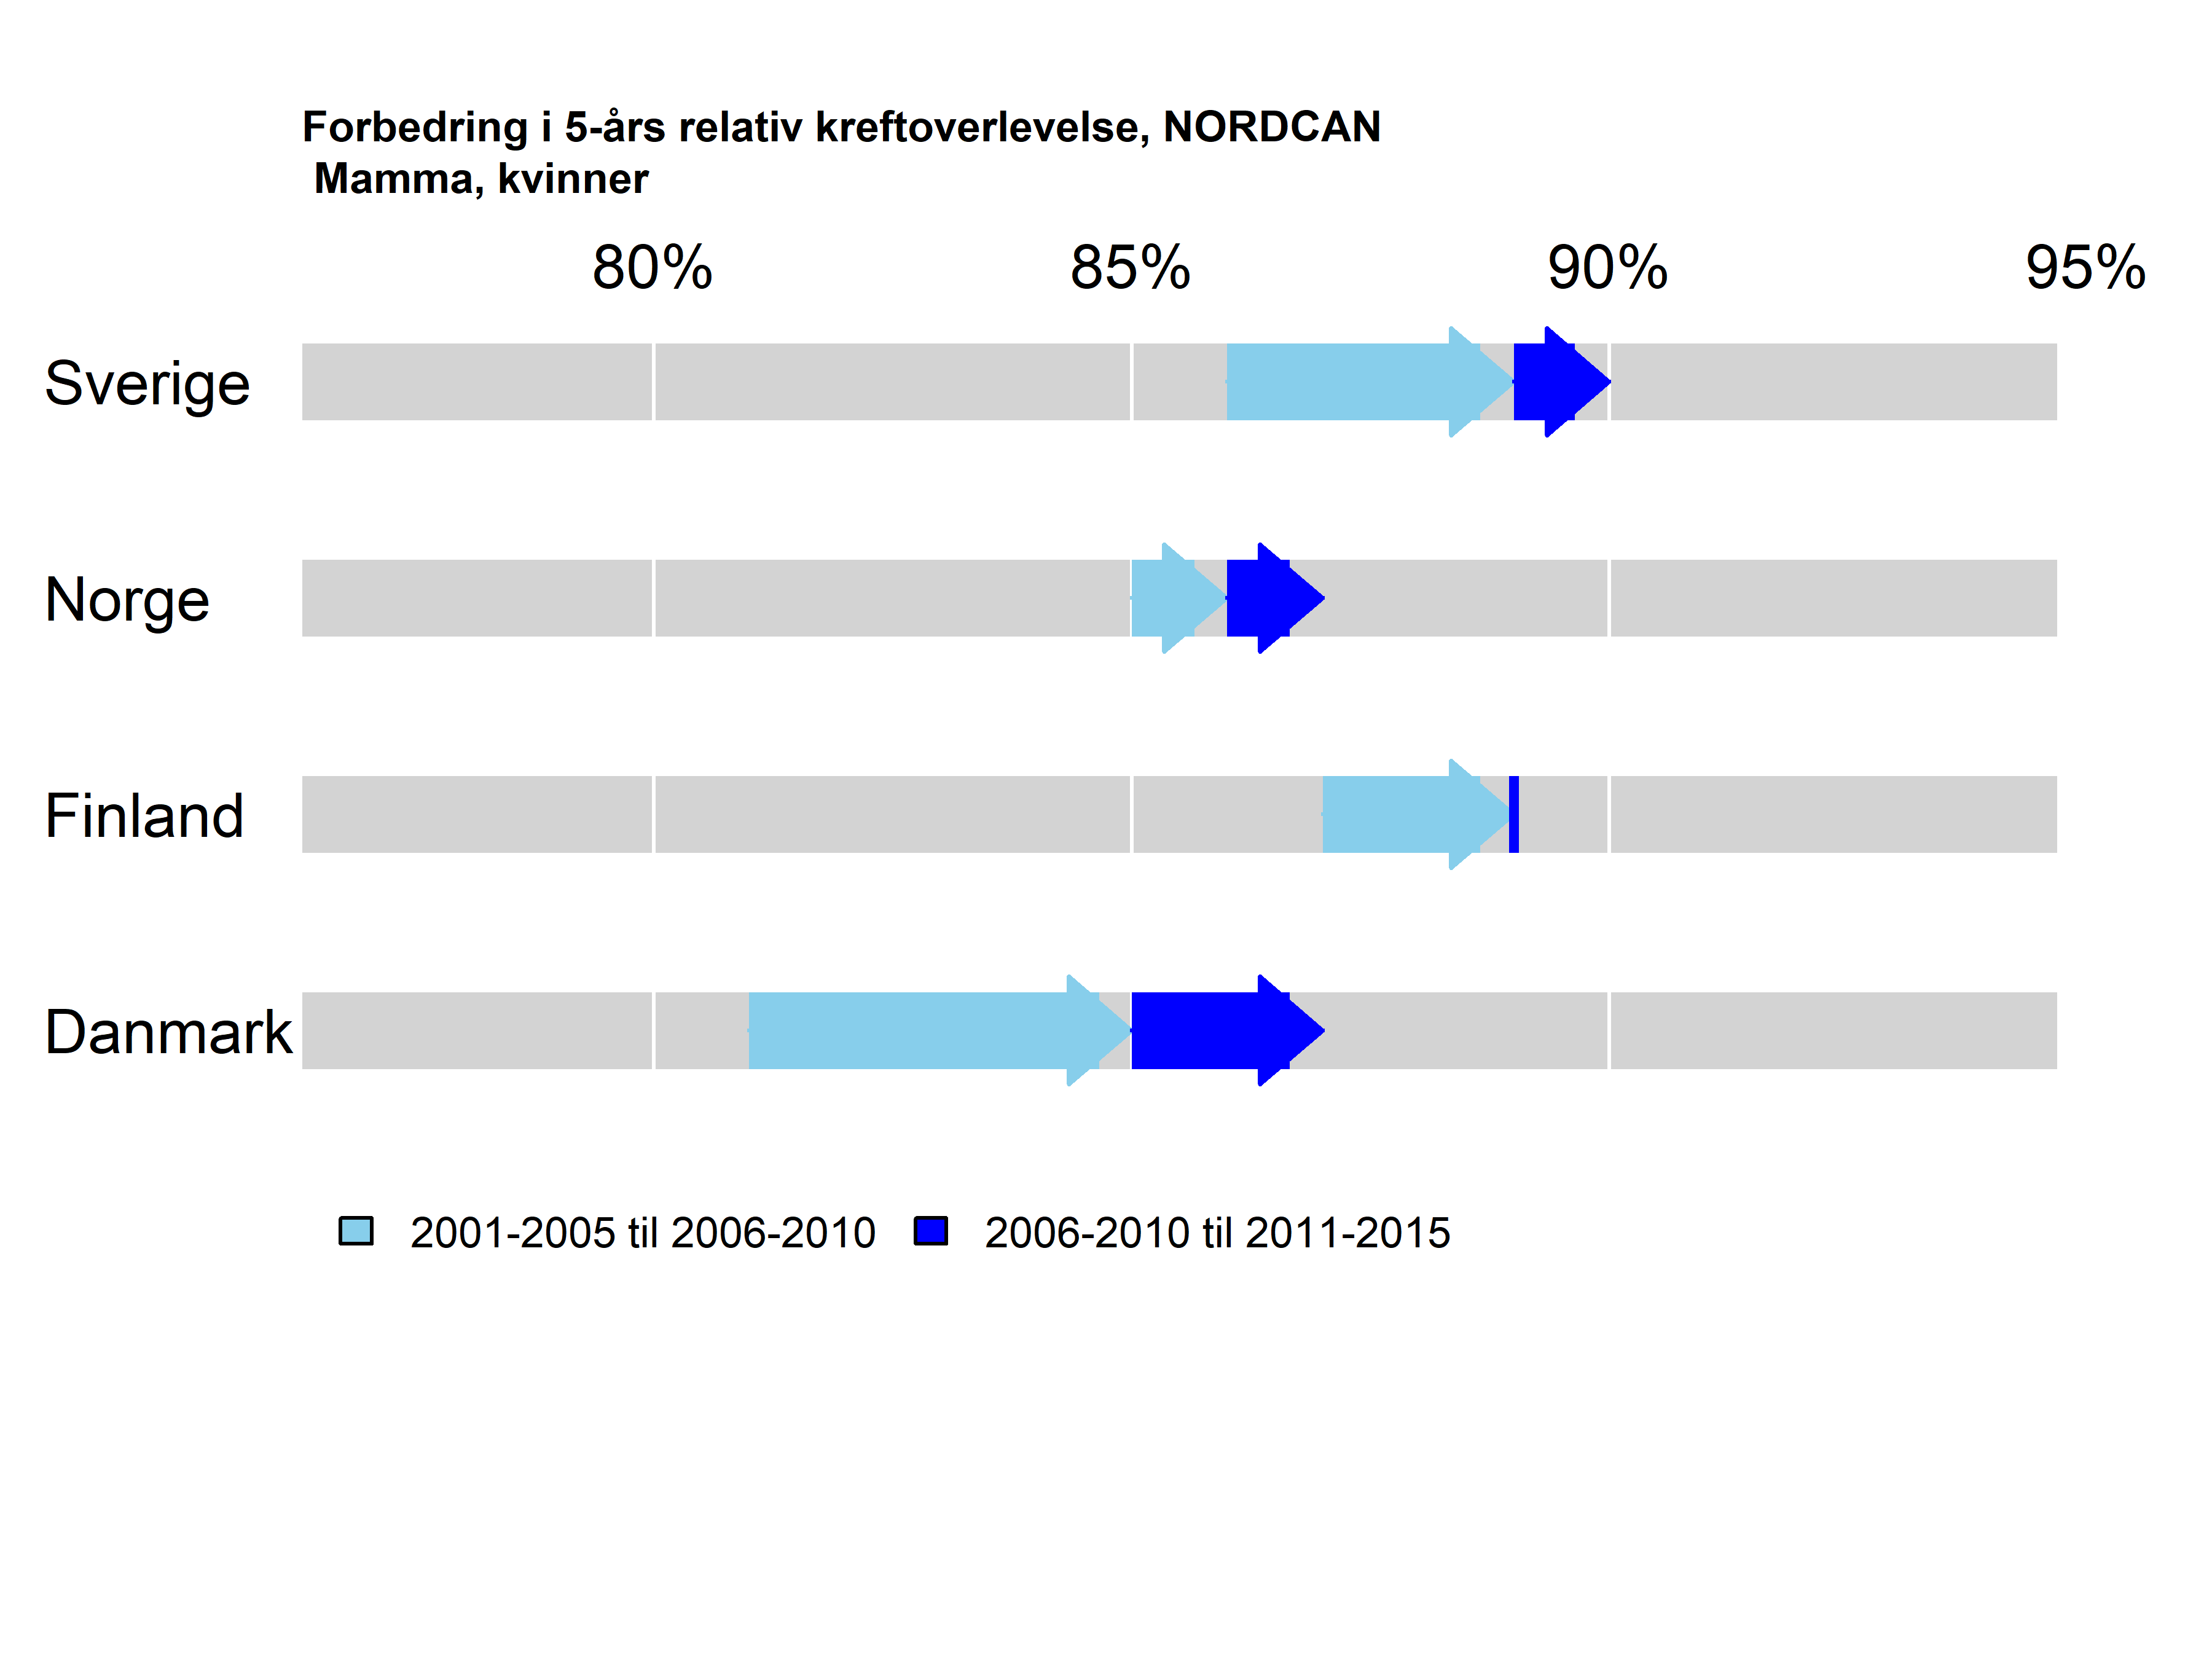 Forbedring i 5-års relativ kreftoverlevelse, NORDCAN
Mamma, kvinner
80% 85% 90% 95%
Sverige
Norge
Finland
Danmark
2001-2005 til 2006-2010 2006-2010 til 2011-2015